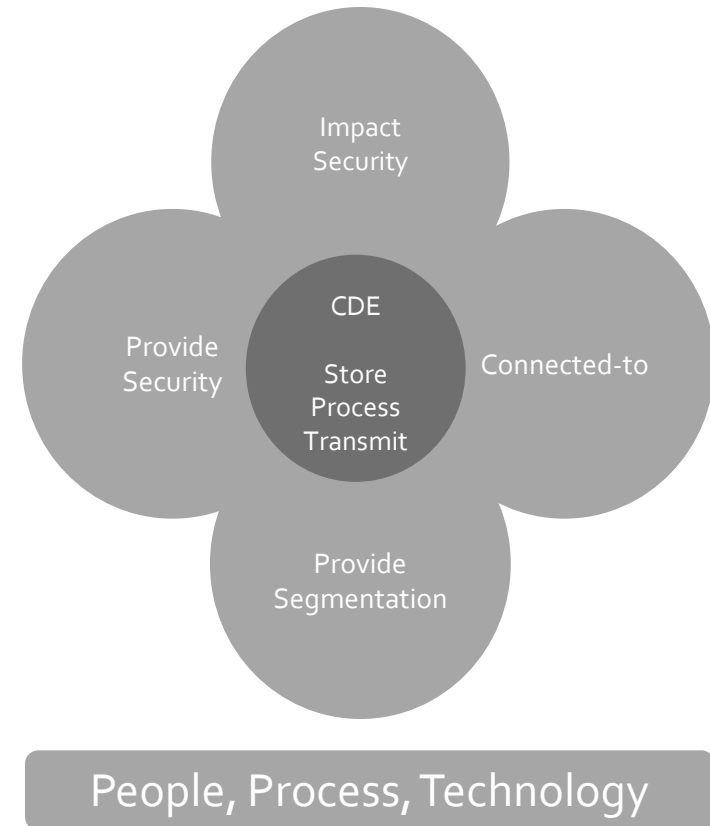 Impact
Security
Provide
Security
CDE
Store
Process
Transmit
Connected-to
Provide
Segmentation
People, Process, Technology